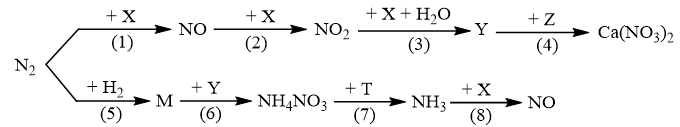 N₂ + X (1) NO + X (2) NO₂ + X + H₂O (3) Y + Z (4) Ca(NO₃)₂
+ H₂ (5) M + Y (6) NH₄NO₃ + T (7) NH₃ + X (8) NO